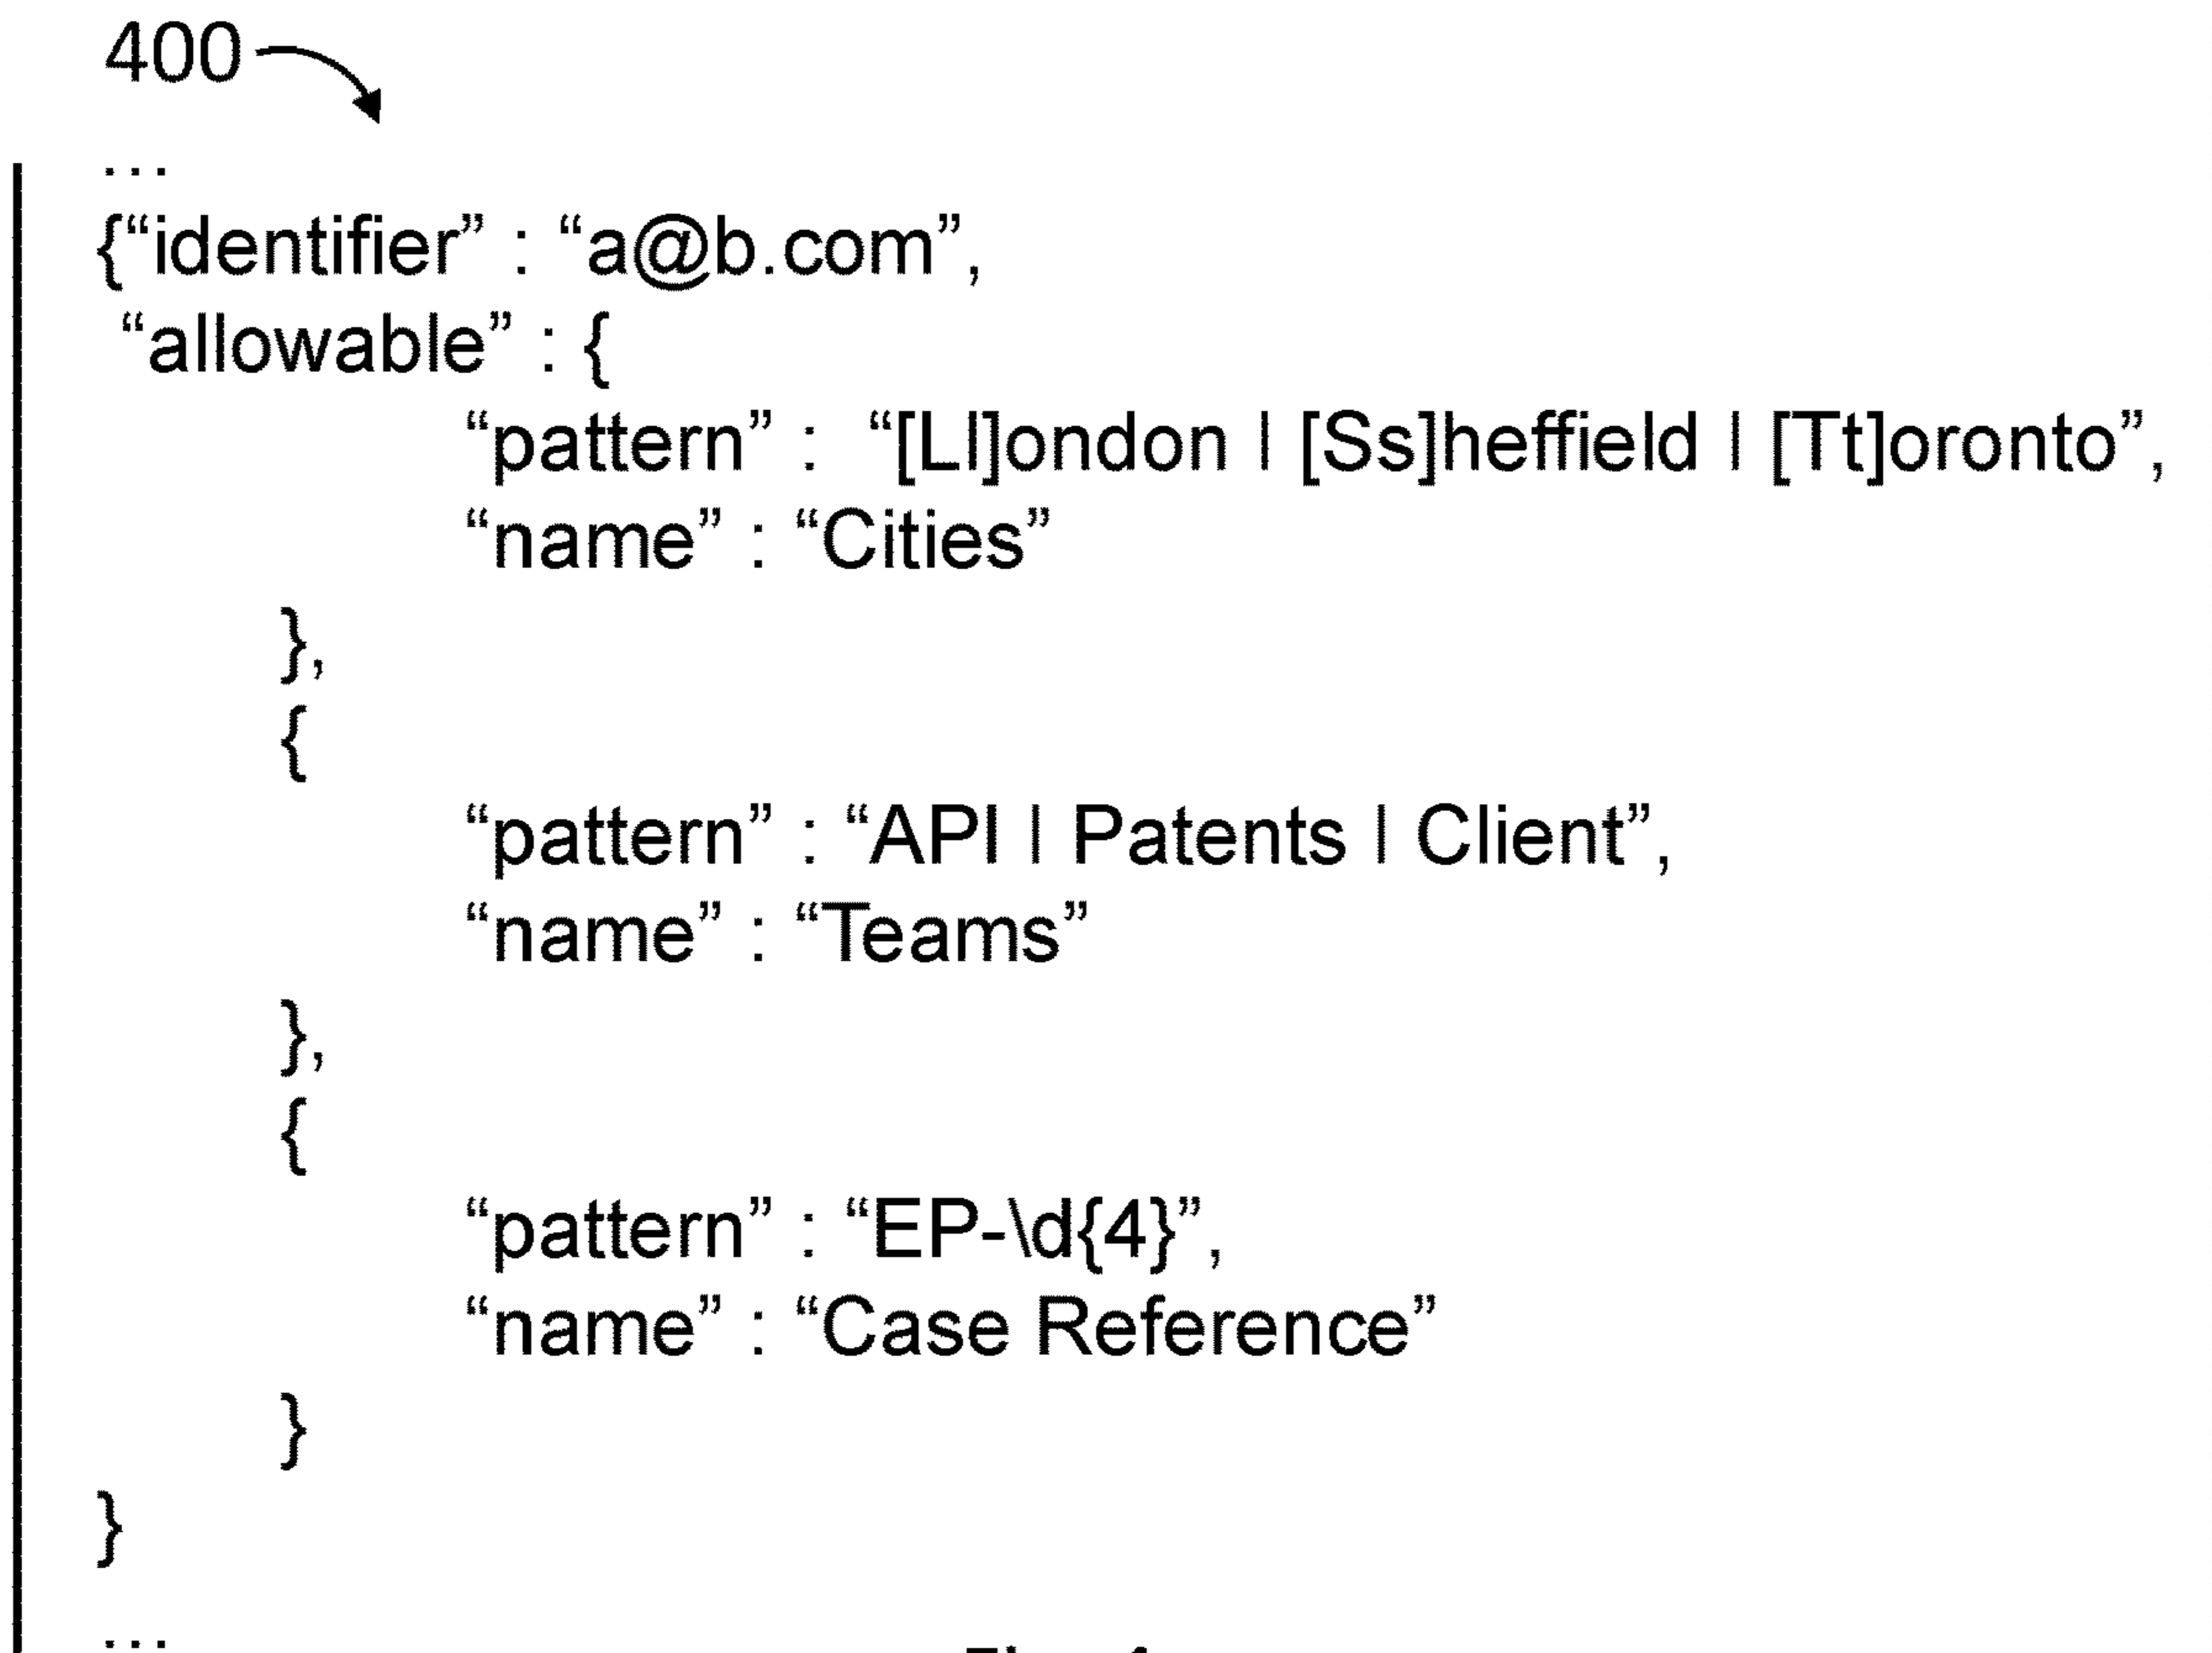 400
...
{“identifier” : “a@b.com”,
“allowable” : {
“pattern” : “[Ll]ondon | [Ss]heffield | [Tt]oronto”,
“name” : “Cities”
},
{
“pattern” : “API | Patents | Client”,
“name” : “Teams”
},
{
“pattern” : “EP-\d{4}”,
“name” : “Case Reference”
}
}
...